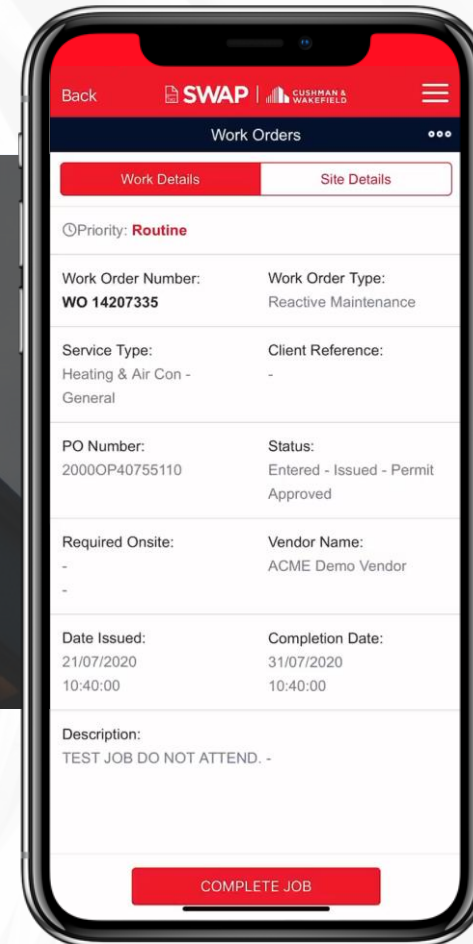 Back SWAP | CUSHMAN & WAKEFIELD
Work Orders
Work Details Site Details
Priority: Routine
Work Order Number: Work Order Type:
WO 14207335 Reactive Maintenance
Service Type: Client Reference:
Heating & Air Con - -
General
PO Number: Status:
2000OP40755110 Entered - Issued - Permit
Approved
Required Onsite: Vendor Name:
- ACME Demo Vendor
-
Date Issued: Completion Date:
21/07/2020 31/07/2020
10:40:00 10:40:00
Description:
TEST JOB DO NOT ATTEND. -
COMPLETE JOB